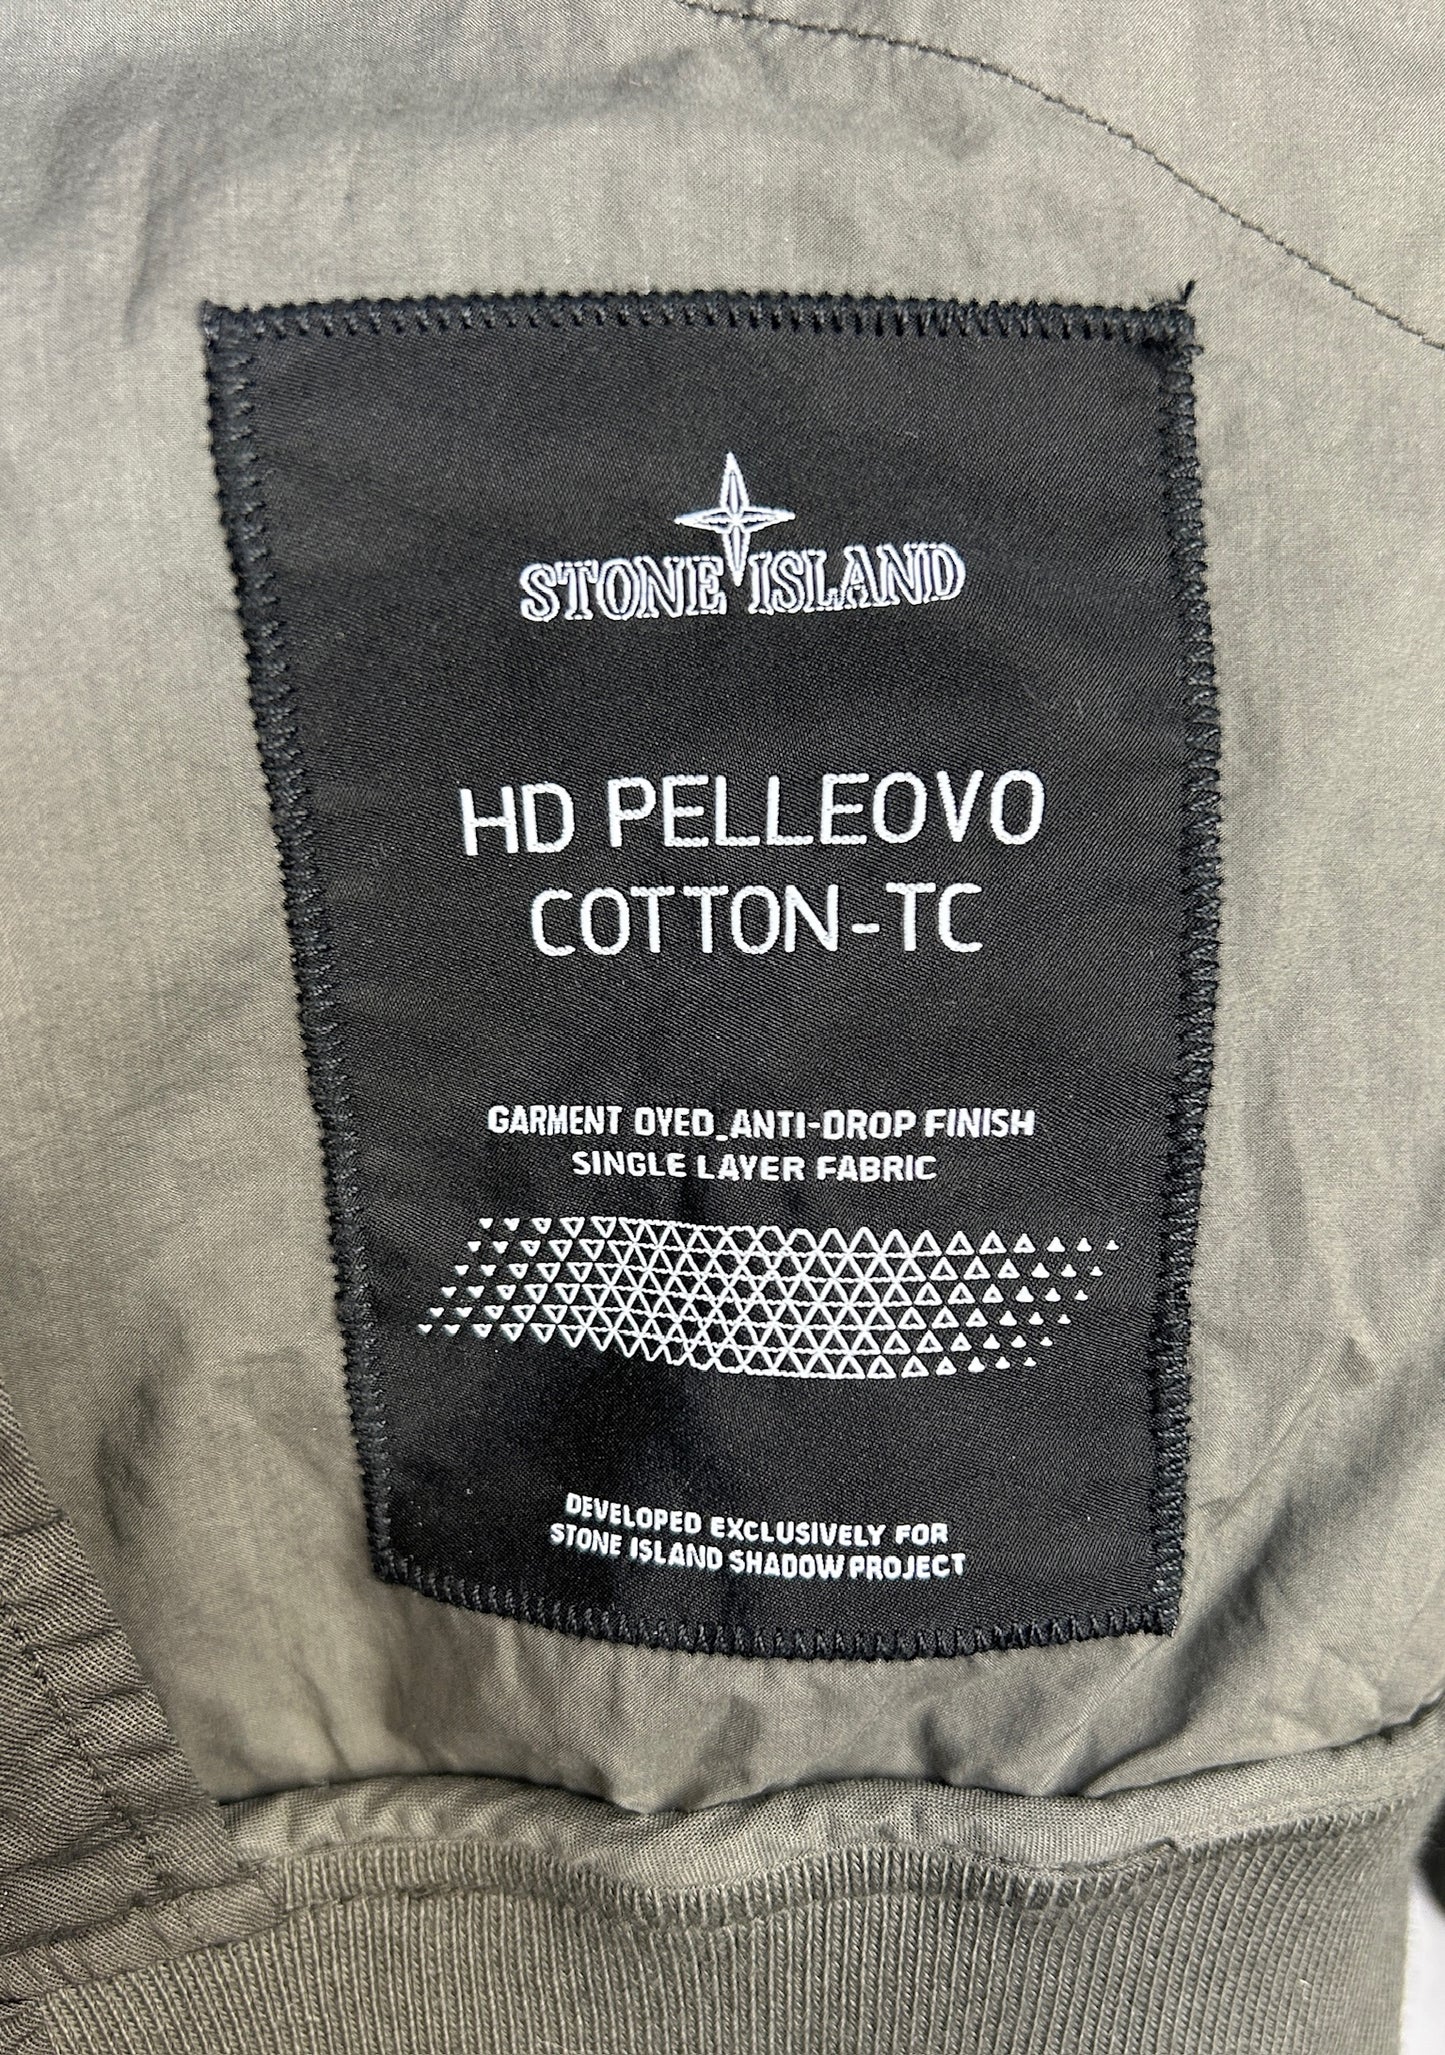 STONE ISLAND
HD PELLEOVO
COTTON-TC
GARMENT DYED_ANTI-DROP FINISH
SINGLE LAYER FABRIC
DEVELOPED EXCLUSIVELY FOR
STONE ISLAND SHADOW PROJECT